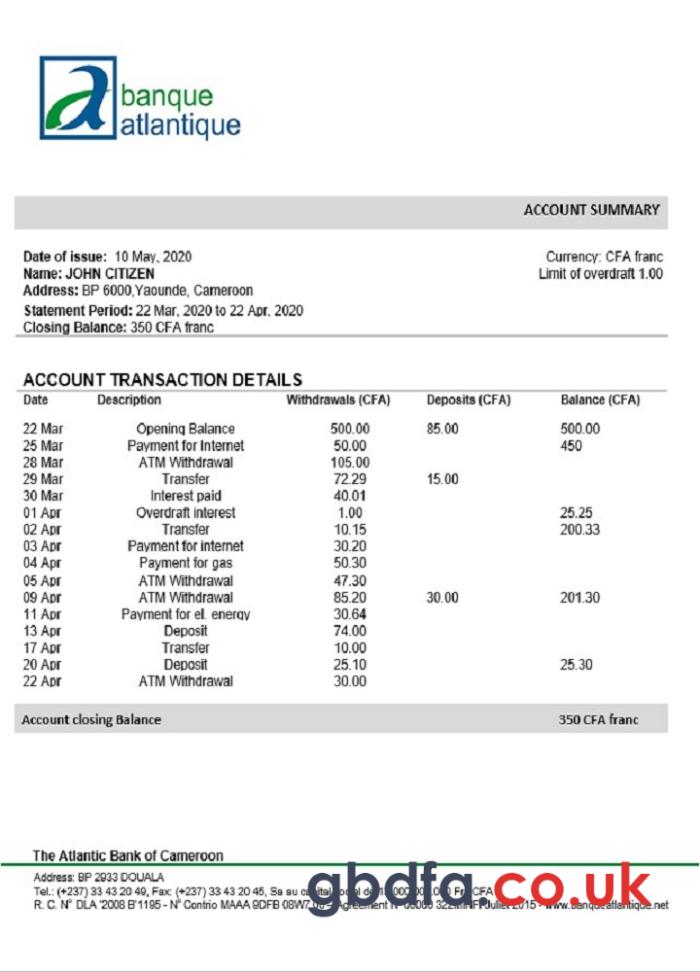 banque
atlantique
ACCOUNT SUMMARY
Date of issue: 10 May, 2020 Currency: CFA franc
Name: JOHN CITIZEN Limit of overdraft 1.00
Address: BP 6000,Yaounde, Cameroon
Statement Period: 22 Mar, 2020 to 22 Apr, 2020
Closing Balance: 350 CFA franc
ACCOUNT TRANSACTION DETAILS
Date Description Withdrawals (CFA) Deposits (CFA) Balance (CFA)
22 Mar Opening Balance 500.00 85.00 500.00
25 Mar Payment for Internet 50.00 450
28 Mar ATM Withdrawal 105.00
29 Mar Transfer 72.29 15.00
30 Mar Interest paid 40.01
01 Apr Overdraft interest 1.00 25.25
02 Apr Transfer 10.15 200.33
03 Apr Payment for internet 30.20
04 Apr Payment for gas 50.30
05 Apr ATM Withdrawal 47.30
09 Apr ATM Withdrawal 85.20 30.00 201.30
11 Apr Payment for el. energy 30.64
13 Apr Deposit 74.00
17 Apr Transfer 10.00
20 Apr Deposit 25.10 25.30
22 Apr ATM Withdrawal 30.00
Account closing Balance 350 CFA franc
The Atlantic Bank of Cameroon
Address: BP 2933 DOUALA
Tel.: (+237) 33 43 20 49, Fax: (+237) 33 43 20 45, Sa au capital social de FCFA
R. C. N° DLA '2008 B'1195 - N° Contrio MAAA 9DFB 08W7 Agreement N° Juillet 2015 - www.banqueatlantique.net
gbdfa.co.uk